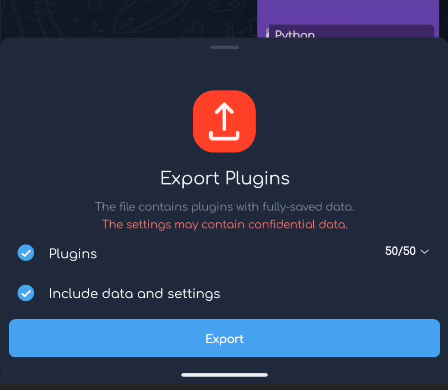 Python
Export Plugins
The file contains plugins with fully-saved data.
The settings may contain confidential data.
Plugins
50/50
Include data and settings
Export